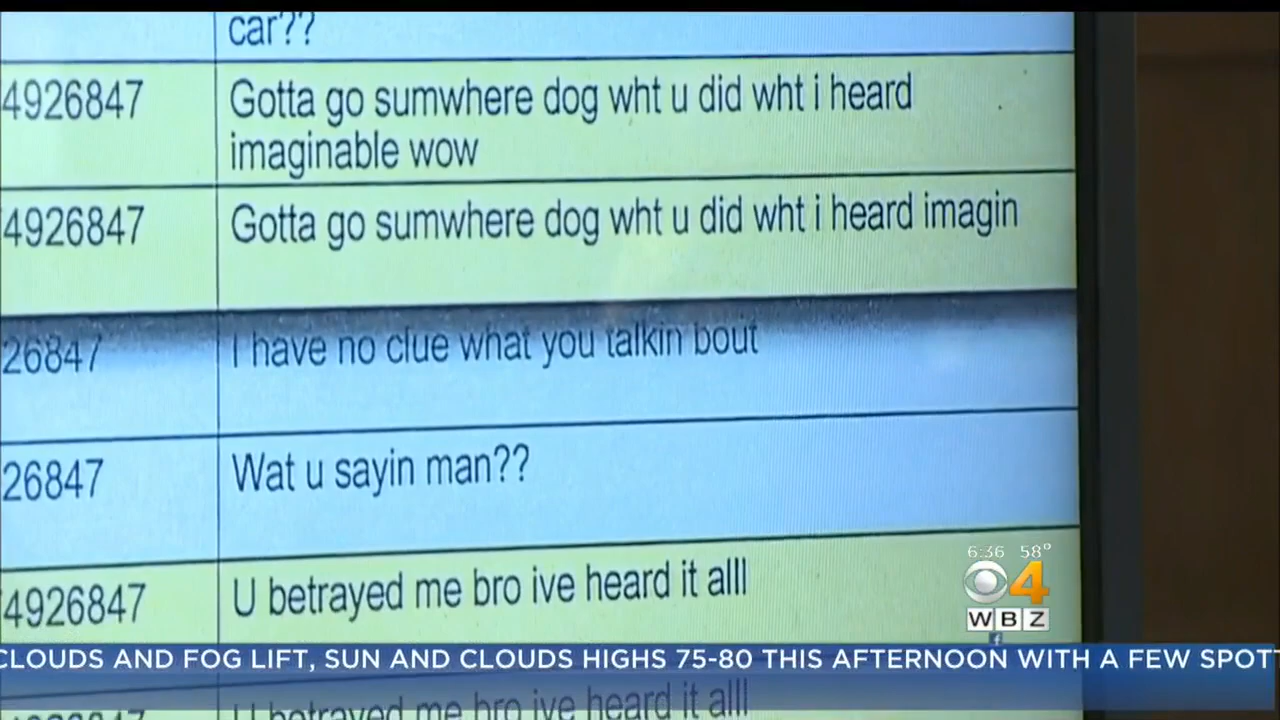 car??
4926847 Gotta go sumwhere dog wht u did wht i heard
imaginable wow
4926847 Gotta go sumwhere dog wht u did wht i heard imagin
26847 I have no clue what you talkin bout
26847 Wat u sayin man??
4926847 U betrayed me bro ive heard it alll
6:36 58°
4
WBZ
CLOUDS AND FOG LIFT, SUN AND CLOUDS HIGHS 75-80 THIS AFTERNOON WITH A FEW SPOT
U betrayed me bro ive heard it alll